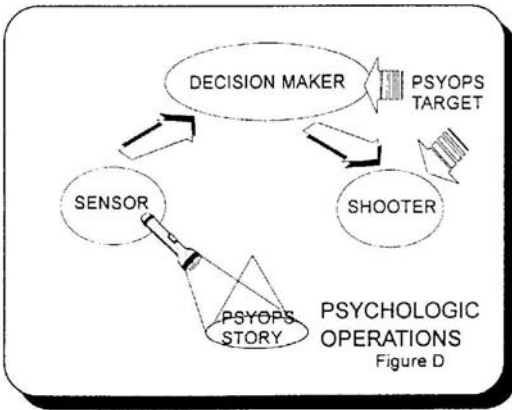 DECISION MAKER
PSYOPS
TARGET
SENSOR
SHOOTER
PSYOPS
STORY
PSYCHOLOGIC
OPERATIONS
Figure D